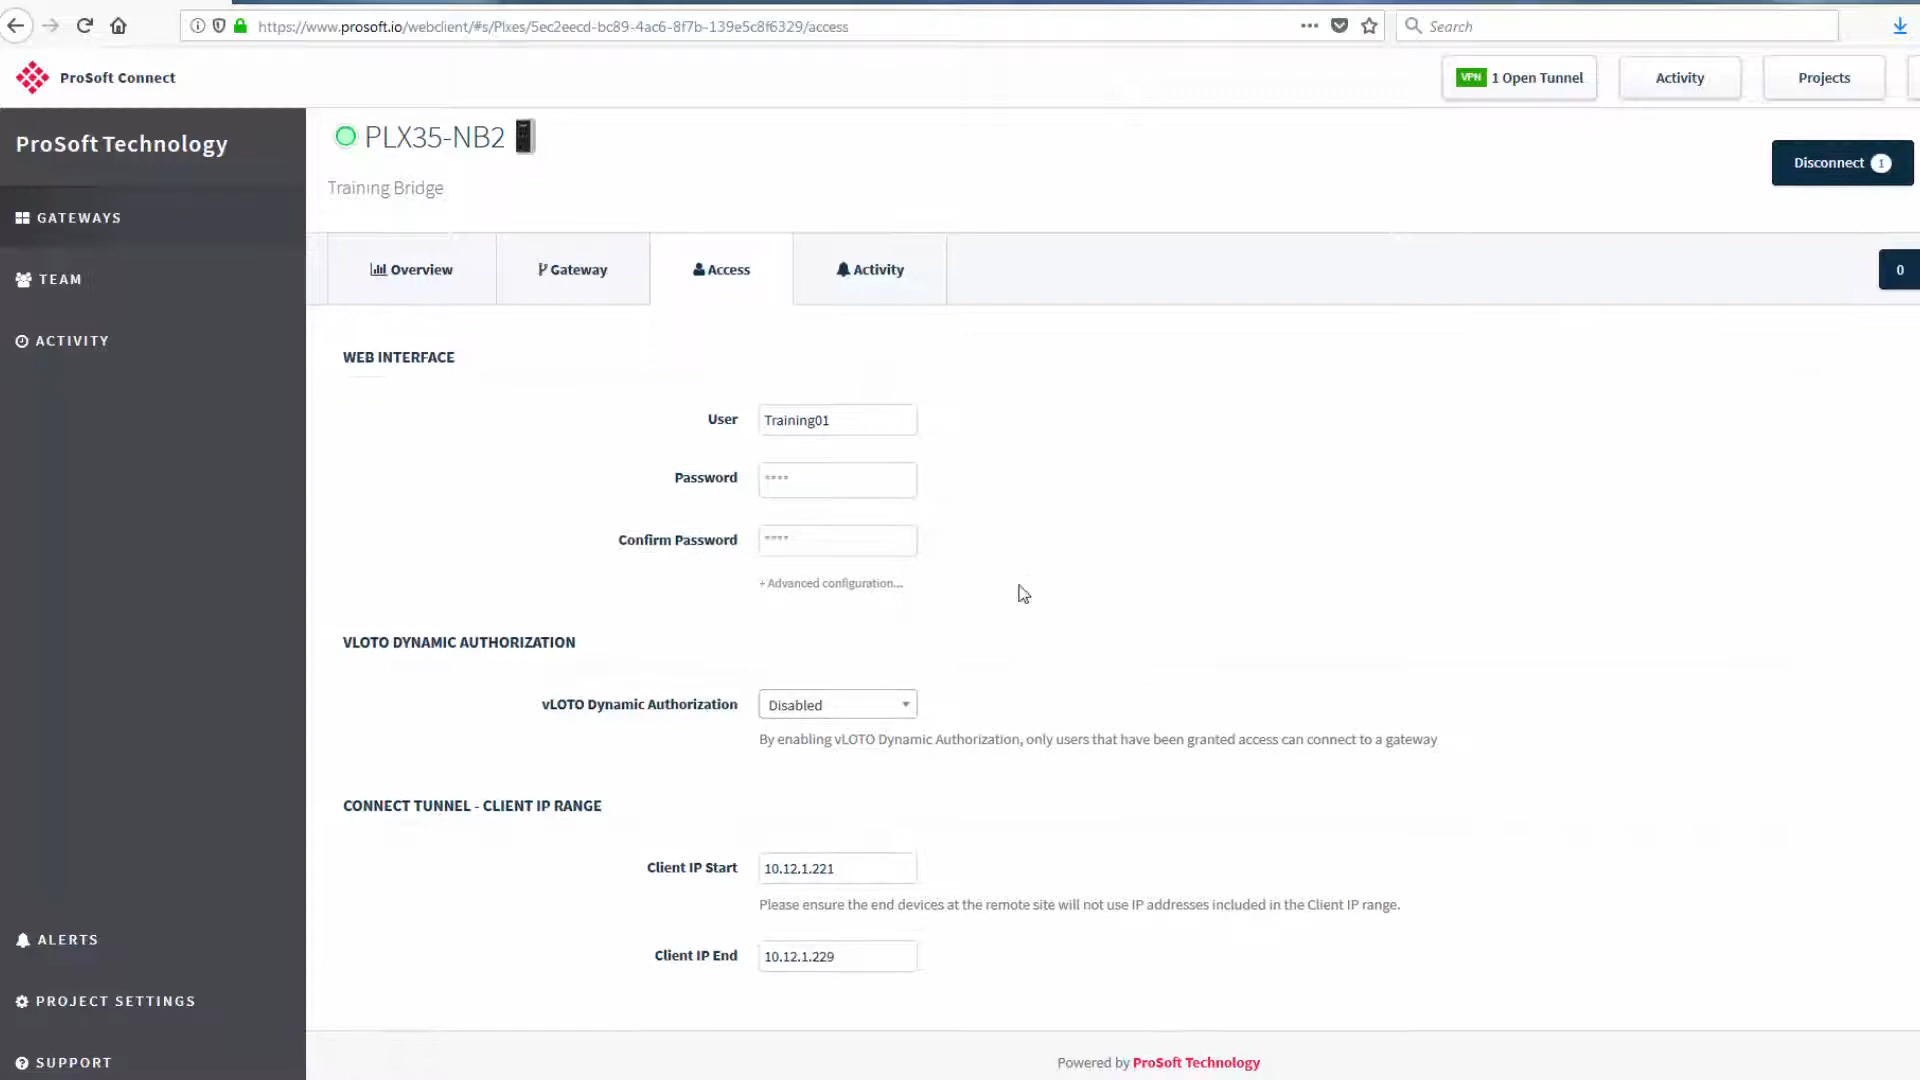 https://www.prosoft.io/webclient/#s/Plxes/5ec2eecd-bc89-4ac6-8f7b-139e5c8f6329/access
Search
ProSoft Connect
VPN 1 Open Tunnel
Activity
Projects
ProSoft Technology
PLX35-NB2
Training Bridge
Disconnect 1
GATEWAYS
TEAM
ACTIVITY
Overview
Gateway
Access
Activity
0
WEB INTERFACE
User Training01
Password ****
Confirm Password ****
+ Advanced configuration...
VLOTO DYNAMIC AUTHORIZATION
vLOTO Dynamic Authorization Disabled
By enabling vLOTO Dynamic Authorization, only users that have been granted access can connect to a gateway
CONNECT TUNNEL - CLIENT IP RANGE
Client IP Start 10.12.1.221
Please ensure the end devices at the remote site will not use IP addresses included in the Client IP range.
Client IP End 10.12.1.229
ALERTS
PROJECT SETTINGS
SUPPORT
Powered by ProSoft Technology